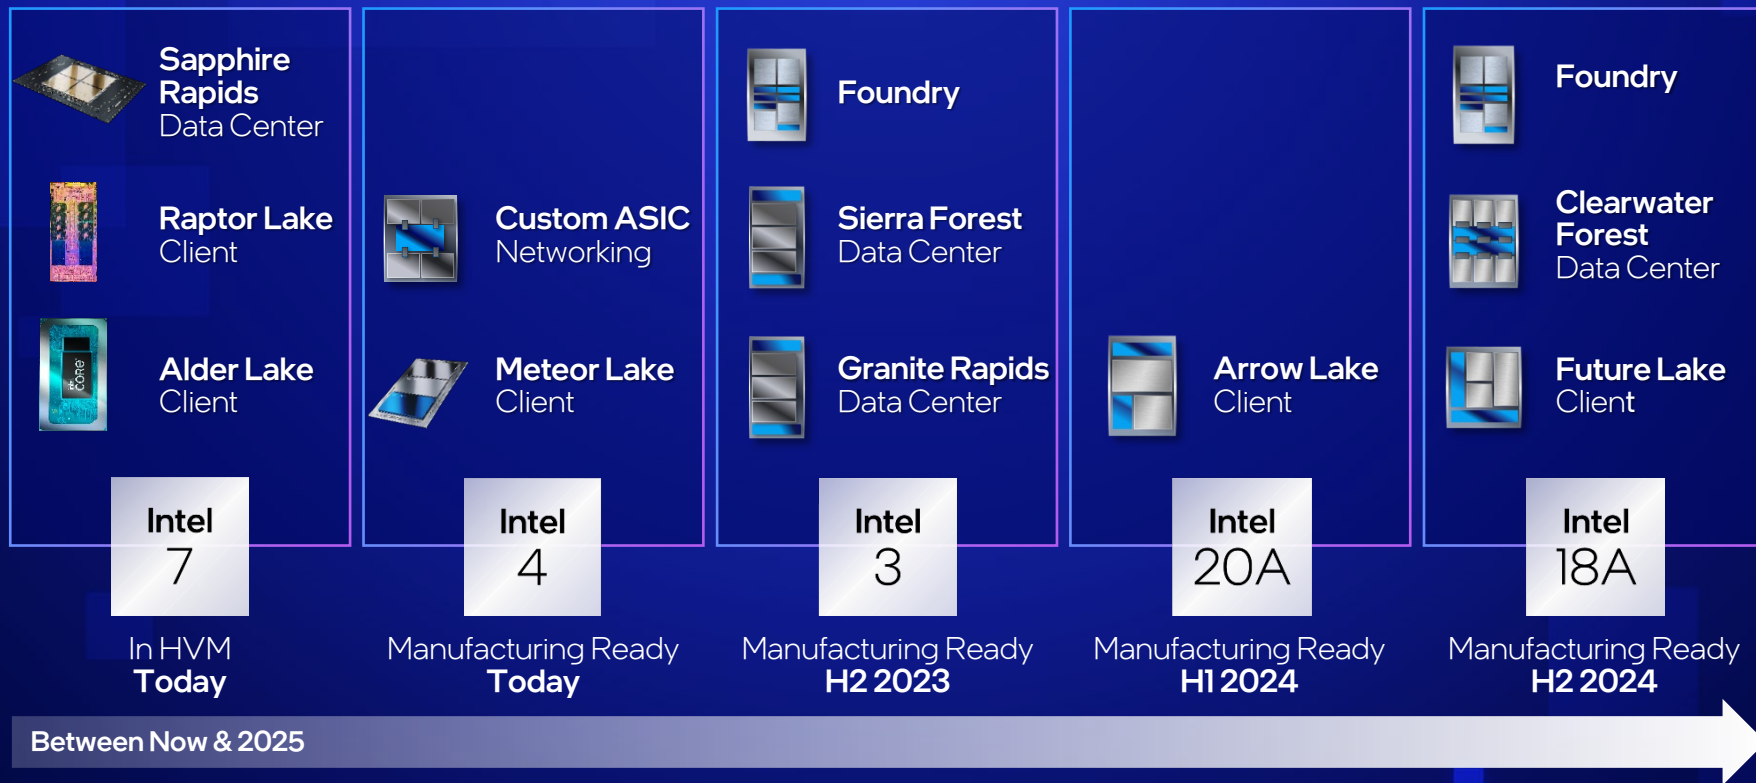 Sapphire
Rapids
Data Center
Raptor Lake
Client
Alder Lake
Client
Intel
7
In HVM
Today
Custom ASIC
Networking
Meteor Lake
Client
Intel
4
Manufacturing Ready
Today
Foundry
Sierra Forest
Data Center
Granite Rapids
Data Center
Intel
3
Manufacturing Ready
H2 2023
Arrow Lake
Client
Intel
20A
Manufacturing Ready
H1 2024
Foundry
Clearwater
Forest
Data Center
Future Lake
Client
Intel
18A
Manufacturing Ready
H2 2024
Between Now & 2025